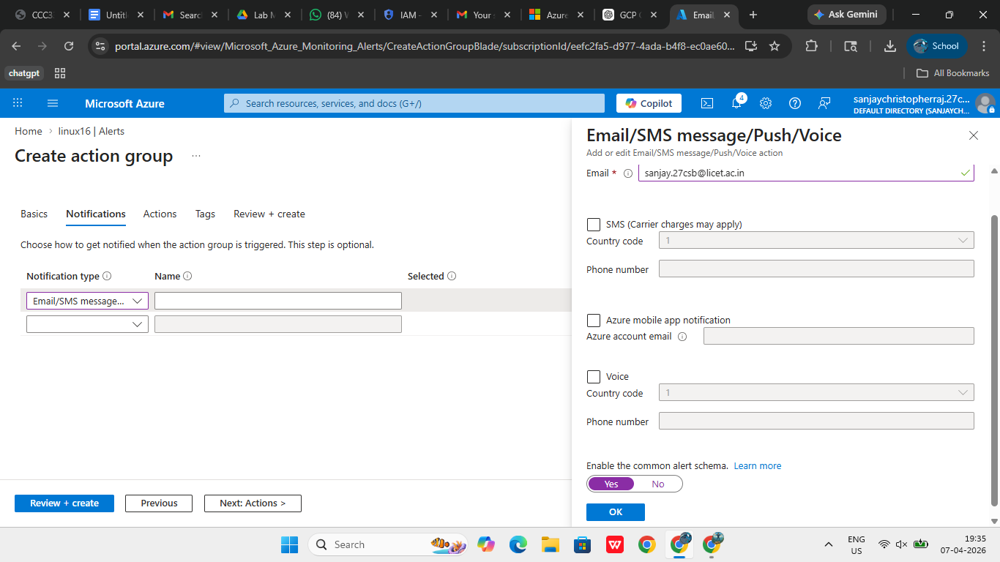 CCC3.
Untitl
Searc
Lab M
(84) V
IAM -
Your s
Azure
GCP
Email
Ask Gemini
portal.azure.com/#view/Microsoft_Azure_Monitoring_Alerts/CreateActionGroupBlade/subscriptionId/eefc2fa5-d977-4ada-b4f8-ec0ae60...
School
chatgpt
All Bookmarks
Microsoft Azure
Search resources, services, and docs (G+/)
Copilot
4
sanjaychristopherraj.27c...
DEFAULT DIRECTORY (SANJAYCH...
Home > linux16 | Alerts
Create action group ...
Basics Notifications Actions Tags Review + create
Choose how to get notified when the action group is triggered. This step is optional.
Notification type Name Selected
Email/SMS message...
Review + create Previous Next: Actions >
Email/SMS message/Push/Voice
Add or edit Email/SMS message/Push/Voice action
Email * sanjay.27csb@licet.ac.in
SMS (Carrier charges may apply)
Country code 1
Phone number
Azure mobile app notification
Azure account email
Voice
Country code 1
Phone number
Enable the common alert schema. Learn more
Yes No
OK
Search
ENG
US
19:35
07-04-2026